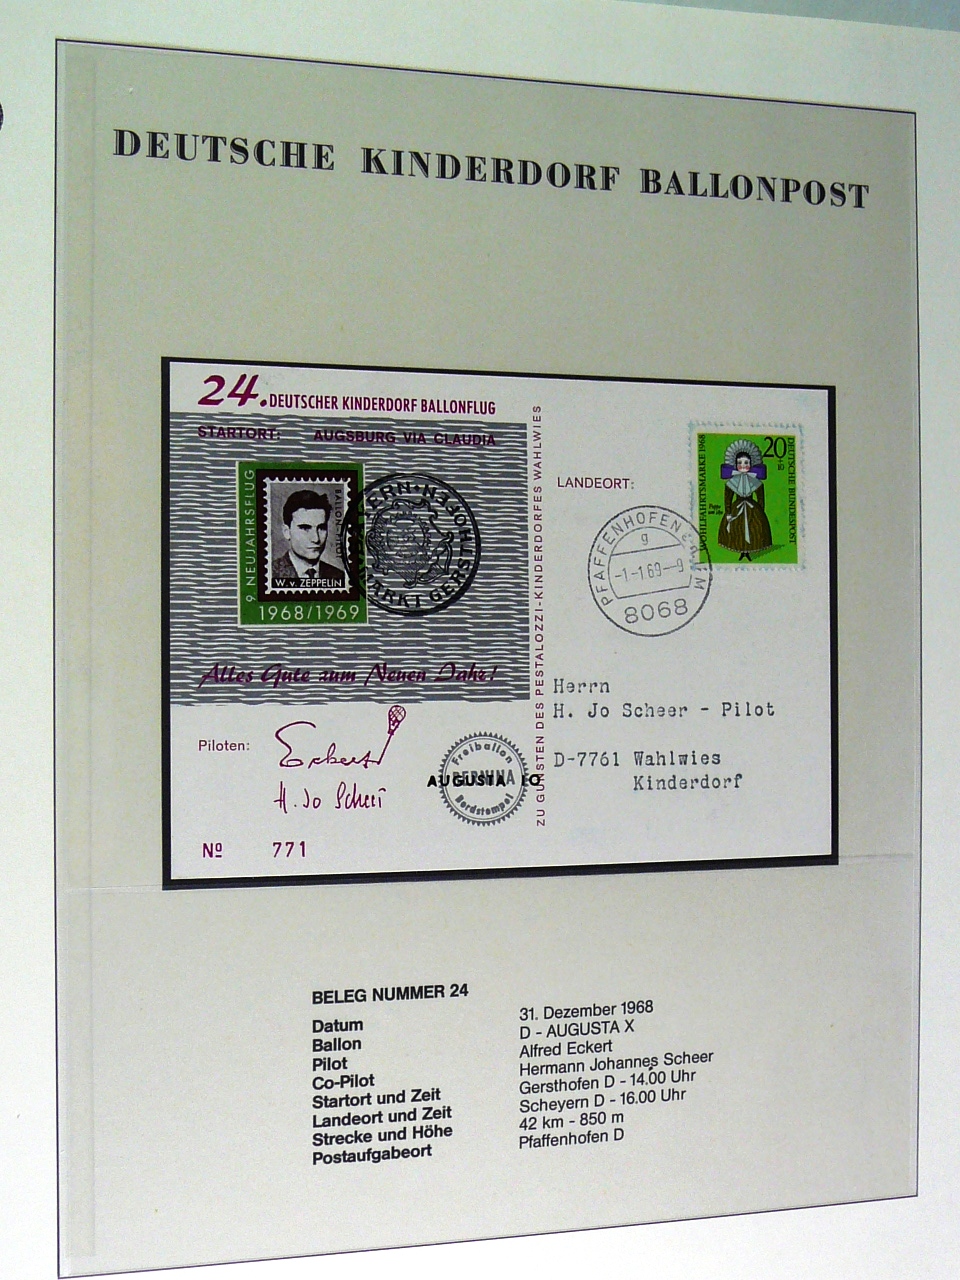 DEUTSCHE KINDERDORF BALLONPOST
24. DEUTSCHER KINDERDORF BALLONFLUG
STARTORT: AUGSBURG VIA CLAUDIA
9. NEUJAHRSFLUG
W. v. ZEPPELIN
1968/1969
MARKT GERSTHOFEN
Alles Gute zum Neuen Jahr!
Piloten:
Eckert
H. Jo Scheer
Nº 771
Freiballon
BERNINA
Bordstempel
AUGUSTA
ZU GUNSTEN DES PESTALOZZI-KINDERDORFES WAHLWIES
LANDEORT:
PFAFFENHOFEN
g
-1.-1.69--9
8068
WOHLFAHRTSMARKE 1968
20
DEUTSCHE BUNDESPOST
Herrn
H. Jo Scheer - Pilot
D-7761 Wahlwies
Kinderdorf
BELEG NUMMER 24
Datum 31. Dezember 1968
Ballon D - AUGUSTA X
Pilot Alfred Eckert
Co-Pilot Hermann Johannes Scheer
Startort und Zeit Gersthofen D - 14.00 Uhr
Landeort und Zeit Scheyern D - 16.00 Uhr
Strecke und Höhe 42 km - 850 m
Postaufgabeort Pfaffenhofen D